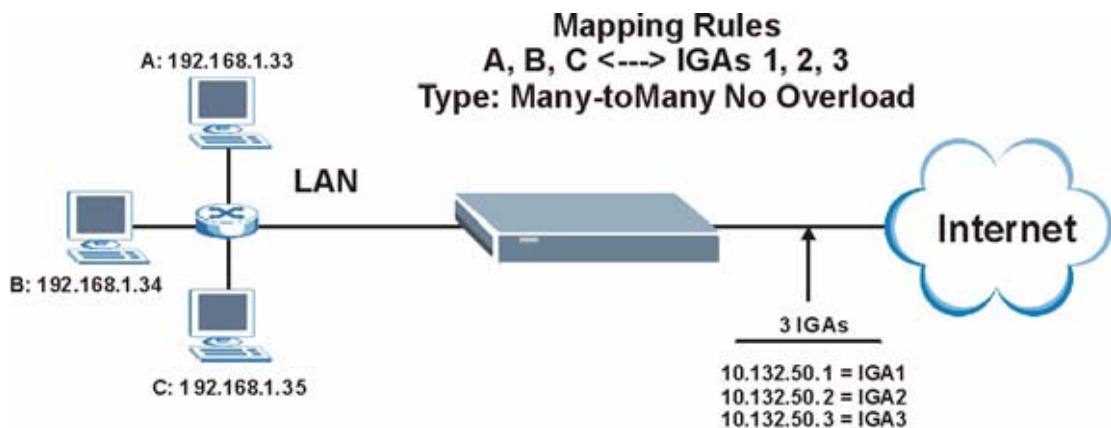 Mapping Rules
A, B, C <---> IGAs 1, 2, 3
Type: Many-toMany No Overload
A: 192.168.1.33
LAN
B: 192.168.1.34
C: 192.168.1.35
Internet
3 IGAs
10.132.50.1 = IGA1
10.132.50.2 = IGA2
10.132.50.3 = IGA3